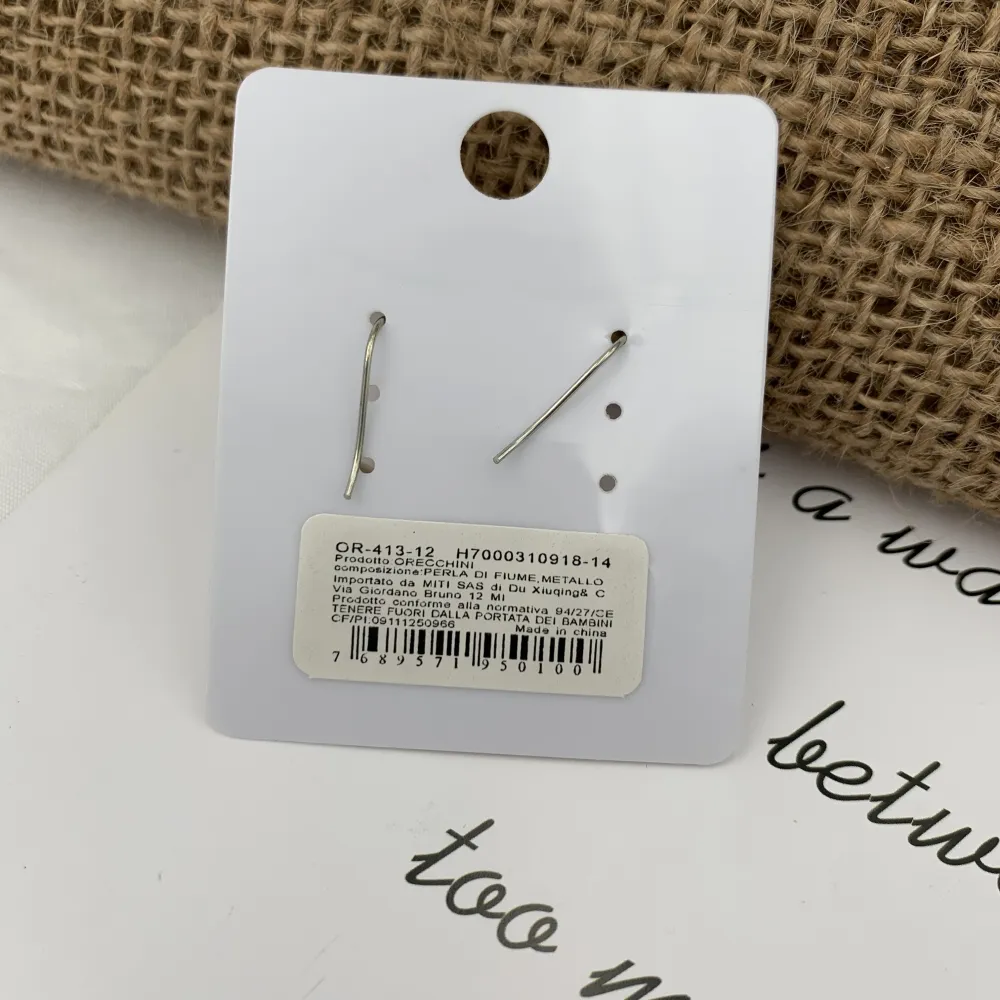 OR-413-12 H7000310918-14
Prodotto:ORECCHINI
composizione:PERLA DI FIUME,METALLO
Importato da MITI SAS di Du Xiuqing& C
Via Giordano Bruno 12 MI
Prodotto conforme alla normativa 94/27/CE
TENERE FUORI DALLA PORTATA DEI BAMBINI
CF/PI:09111250966 Made in china
7 689571 950100
a wa
betw
too